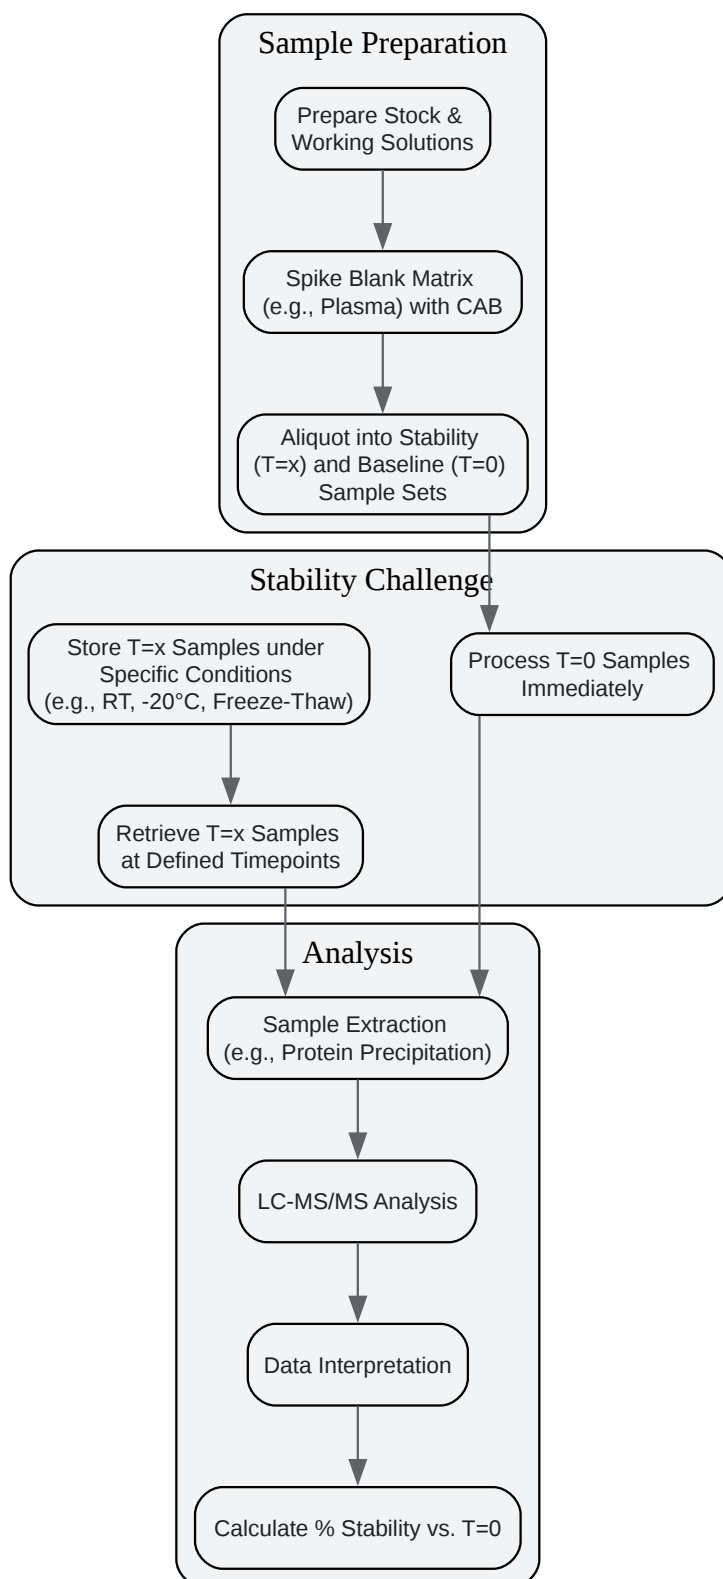 Sample Preparation
Prepare Stock &
Working Solutions
Spike Blank Matrix
(e.g., Plasma) with CAB
Aliquot into Stability
(T=x) and Baseline (T=0)
Sample Sets
Stability Challenge
Store T=x Samples under
Specific Conditions
(e.g., RT, -20°C, Freeze-Thaw)
Process T=0 Samples
Immediately
Retrieve T=x Samples
at Defined Timepoints
Analysis
Sample Extraction
(e.g., Protein Precipitation)
LC-MS/MS Analysis
Data Interpretation
Calculate % Stability vs. T=0